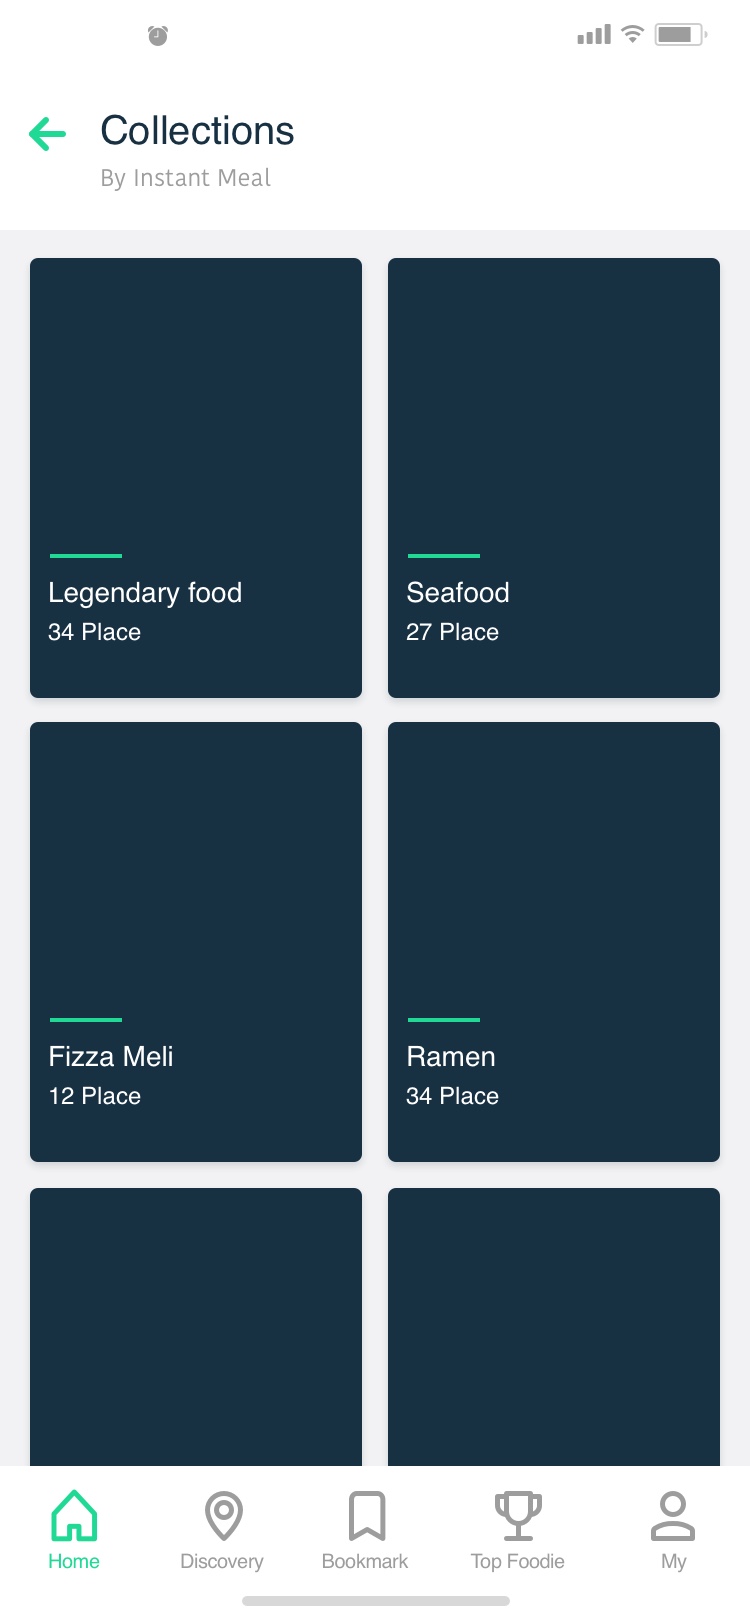 Collections
By Instant Meal
Legendary food
34 Place
Seafood
27 Place
Fizza Meli
12 Place
Ramen
34 Place
Home
Discovery
Bookmark
Top Foodie
My